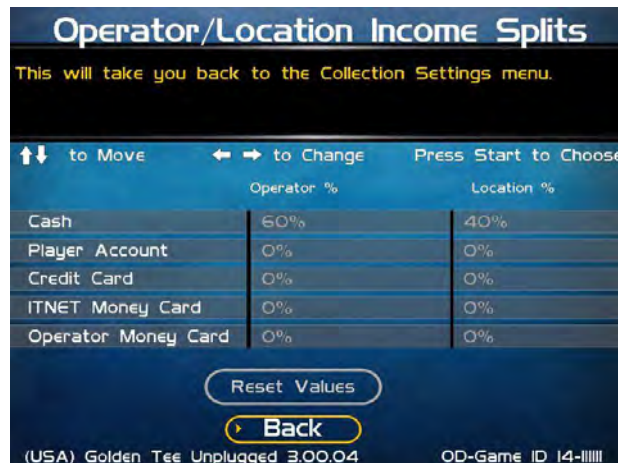 Operator/Location Income Splits
This will take you back to the Collection Settings menu.
to Move to Change Press Start to Choose
Operator % Location %
Cash 60% 40%
Player Account 0% 0%
Credit Card 0% 0%
ITNET Money Card 0% 0%
Operator Money Card 0% 0%
Reset Values
Back
(USA) Golden Tee Unplugged 3.00.04 OD-Game ID 14-111111